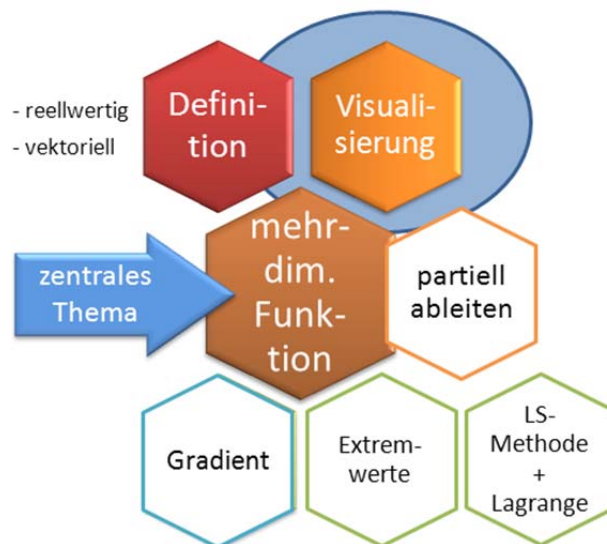 - reellwertig
- vektoriell
Defini-
tion
Visuali-
sierung
zentrales
Thema
mehr-
dim.
Funk-
tion
partiell
ableiten
Gradient
Extrem-
werte
LS-
Methode
+
Lagrange